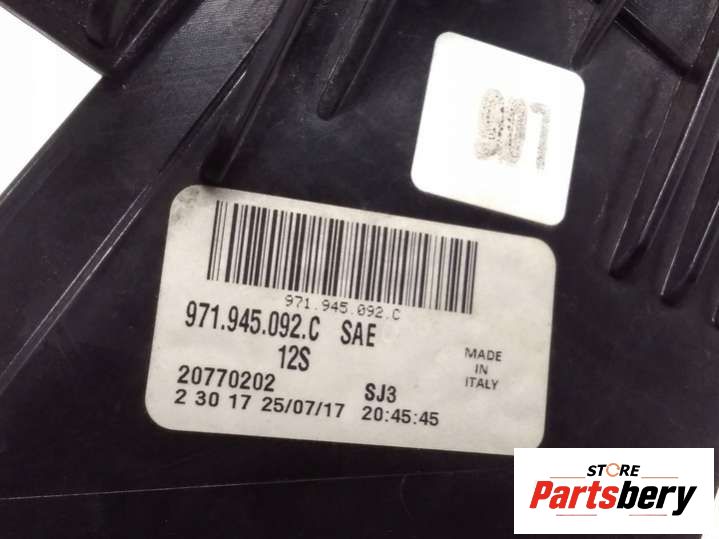 971.945.092.C
971.945.092.C SAE
12S
MADE
IN
ITALY
20770202 SJ3
2 30 17 25/07/17 20:45:45
STORE
Partsbery